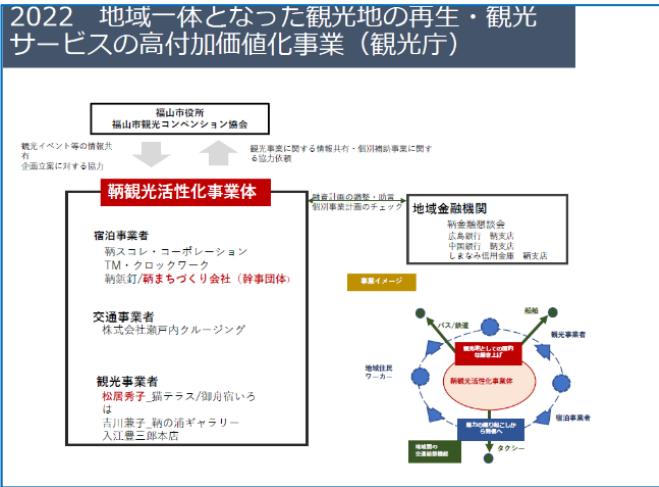 2022 地域一体となった観光地の再生・観光
サービスの高付加価値化事業（観光庁）
福山市役所
福山市観光コンベンション協会
観光イベント等の情報共
有
企画立案に対する協力
観光事業に関する情報共有・個別補助事業に関す
る協力依頼
鞆観光活性化事業体
融資計画の調整・助言
個別事業計画のチェック
地域金融機関
鞆金融懇談会
広島銀行 鞆支店
中国銀行 鞆支店
しまなみ信用金庫 鞆支店
宿泊事業者
鞆スコレ・コーポレーション
TM・クロックワーク
鞆鋲釘/鞆まちづくり会社（幹事団体）
交通事業者
株式会社瀬戸内クルージング
観光事業者
松居秀子_猫テラス/御舟宿いろ
は
吉川兼子_鞆の浦ギャラリー
入江豊三郎本店
事業イメージ
バス/鉄道
船舶
観光事業者
地域住民
ワーカー
鞆観光活性化事業体
宿泊事業者
地域間の
タクシー